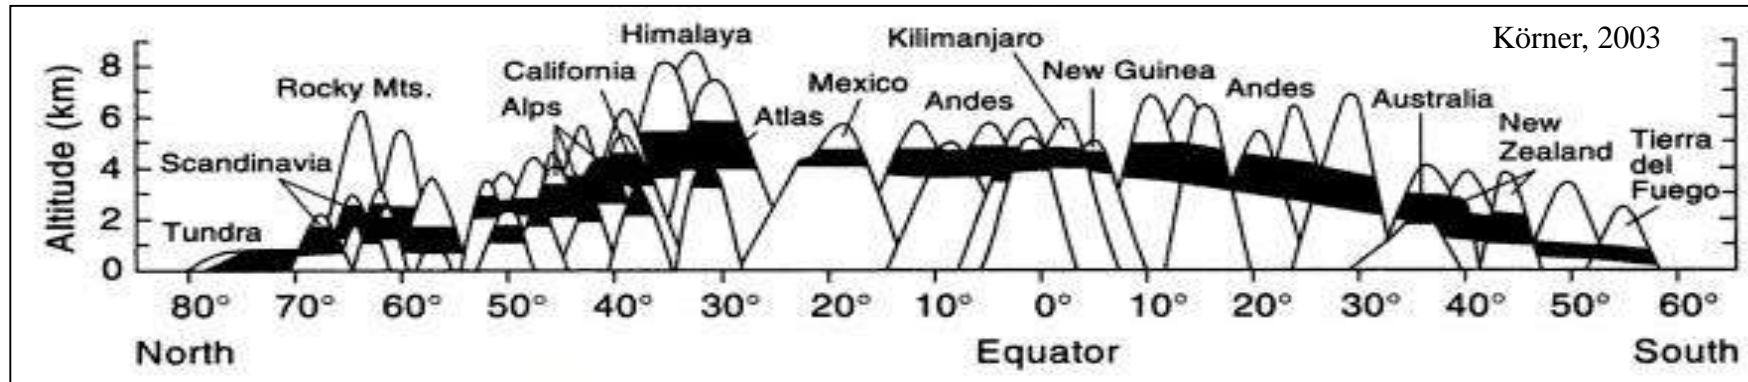 Körner, 2003
Himalaya
Kilimanjaro
California
New Guinea
Rocky Mts.
Mexico
Alps
Andes
Andes
Atlas
Australia
New
Zealand
Tierra
del
Fuego
Scandinavia
Tundra
Altitude (km)
8
6
4
2
0
80° 70° 60° 50° 40° 30° 20° 10° 0° 10° 20° 30° 40° 50° 60°
North Equator South